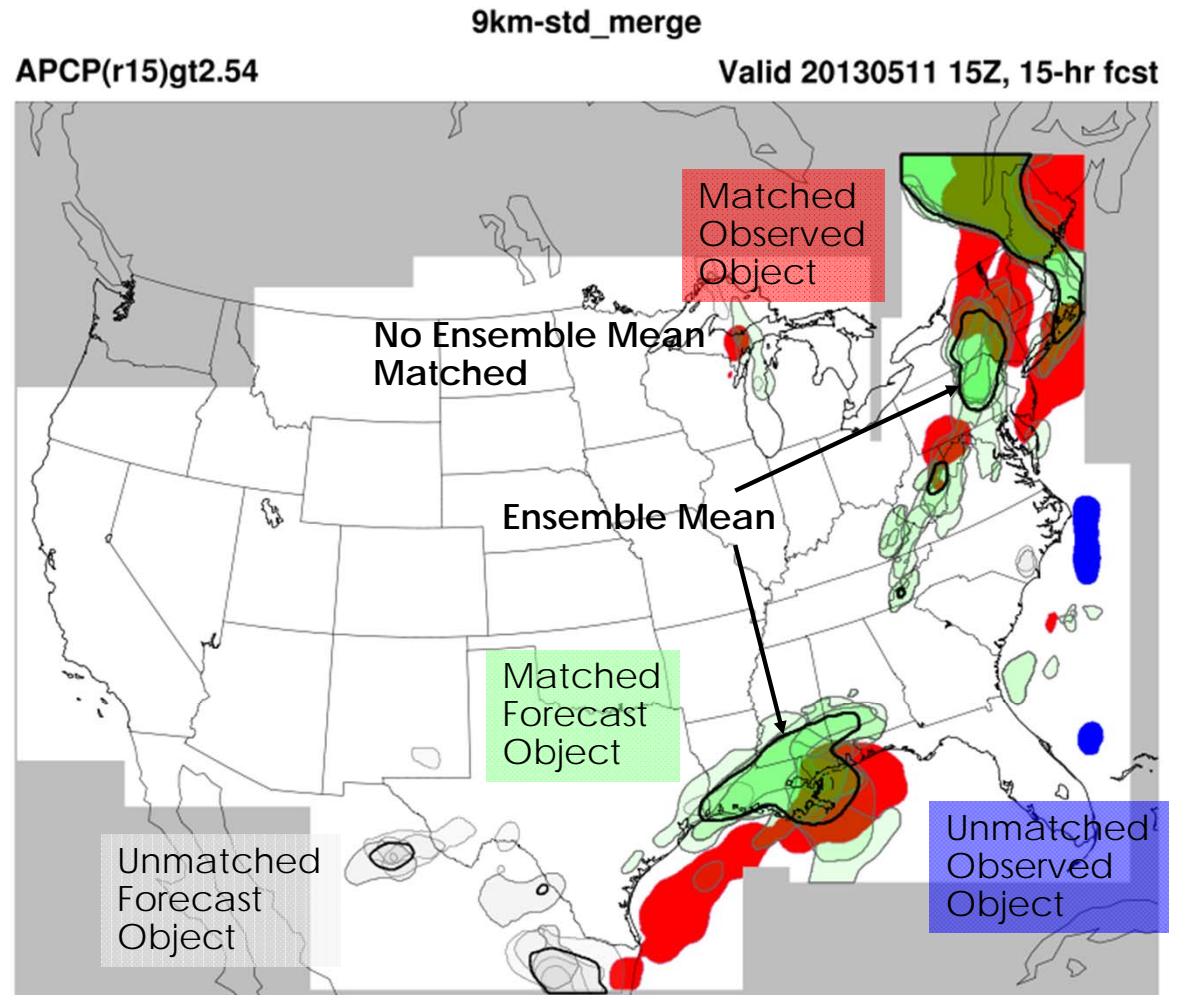 9km-std_merge
APCP(r15)gt2.54
Valid 20130511 15Z, 15-hr fcst
Matched
Observed
Object
No Ensemble Mean
Matched
Ensemble Mean
Matched
Forecast
Object
Unmatched
Forecast
Object
Unmatched
Observed
Object